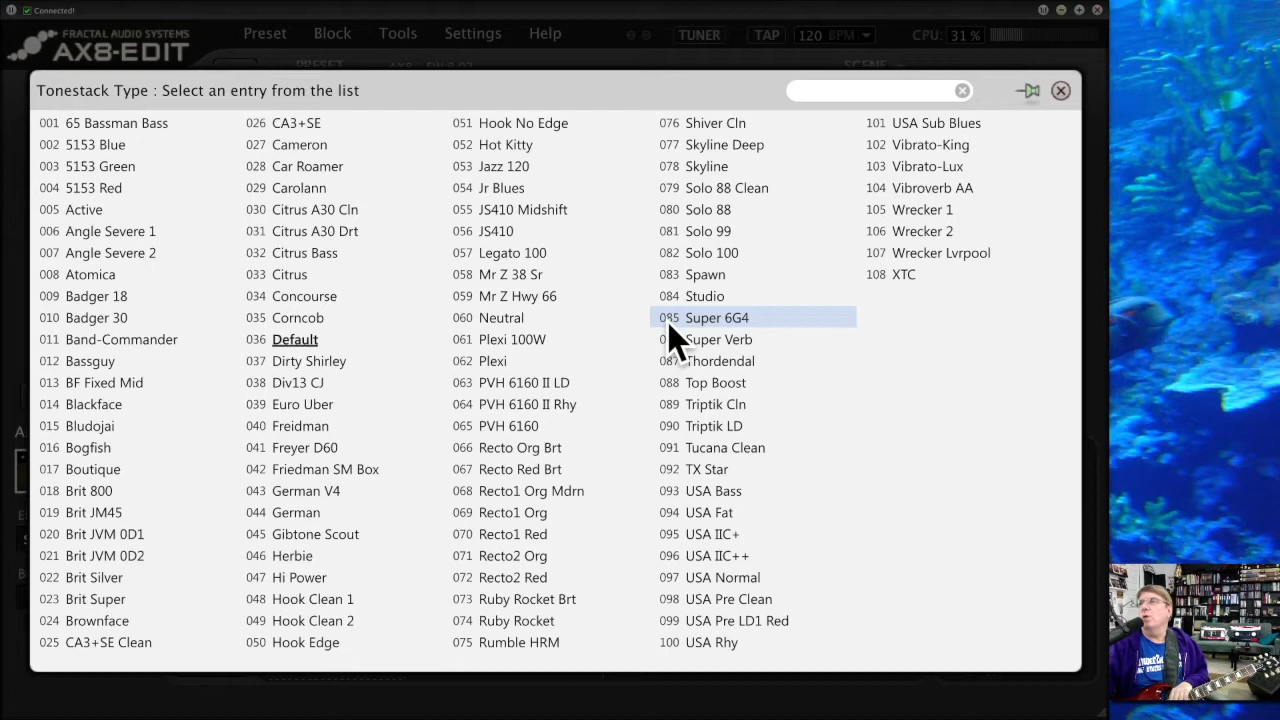 Connected!
FRACTAL AUDIO SYSTEMS
AX8-EDIT
Preset Block Tools Settings Help
TUNER TAP 120 BPM CPU: 31 %
Tonestack Type : Select an entry from the list
001 65 Bassman Bass
002 5153 Blue
003 5153 Green
004 5153 Red
005 Active
006 Angle Severe 1
007 Angle Severe 2
008 Atomica
009 Badger 18
010 Badger 30
011 Band-Commander
012 Bassguy
013 BF Fixed Mid
014 Blackface
015 Bludojai
016 Bogfish
017 Boutique
018 Brit 800
019 Brit JM45
020 Brit JVM 0D1
021 Brit JVM 0D2
022 Brit Silver
023 Brit Super
024 Brownface
025 CA3+SE Clean
026 CA3+SE
027 Cameron
028 Car Roamer
029 Carolann
030 Citrus A30 Cln
031 Citrus A30 Drt
032 Citrus Bass
033 Citrus
034 Concourse
035 Corncob
036 Default
037 Dirty Shirley
038 Div13 CJ
039 Euro Uber
040 Freidman
041 Freyer D60
042 Friedman SM Box
043 German V4
044 German
045 Gibtone Scout
046 Herbie
047 Hi Power
048 Hook Clean 1
049 Hook Clean 2
050 Hook Edge
051 Hook No Edge
052 Hot Kitty
053 Jazz 120
054 Jr Blues
055 JS410 Midshift
056 JS410
057 Legato 100
058 Mr Z 38 Sr
059 Mr Z Hwy 66
060 Neutral
061 Plexi 100W
062 Plexi
063 PVH 6160 II LD
064 PVH 6160 II Rhy
065 PVH 6160
066 Recto Org Brt
067 Recto Red Brt
068 Recto1 Org Mdrn
069 Recto1 Org
070 Recto1 Red
071 Recto2 Org
072 Recto2 Red
073 Ruby Rocket Brt
074 Ruby Rocket
075 Rumble HRM
076 Shiver Cln
077 Skyline Deep
078 Skyline
079 Solo 88 Clean
080 Solo 88
081 Solo 99
082 Solo 100
083 Spawn
084 Studio
085 Super 6G4
Super Verb
087 Thordendal
088 Top Boost
089 Triptik Cln
090 Triptik LD
091 Tucana Clean
092 TX Star
093 USA Bass
094 USA Fat
095 USA IIC+
096 USA IIC++
097 USA Normal
098 USA Pre Clean
099 USA Pre LD1 Red
100 USA Rhy
101 USA Sub Blues
102 Vibrato-King
103 Vibrato-Lux
104 Vibroverb AA
105 Wrecker 1
106 Wrecker 2
107 Wrecker Lvrpool
108 XTC